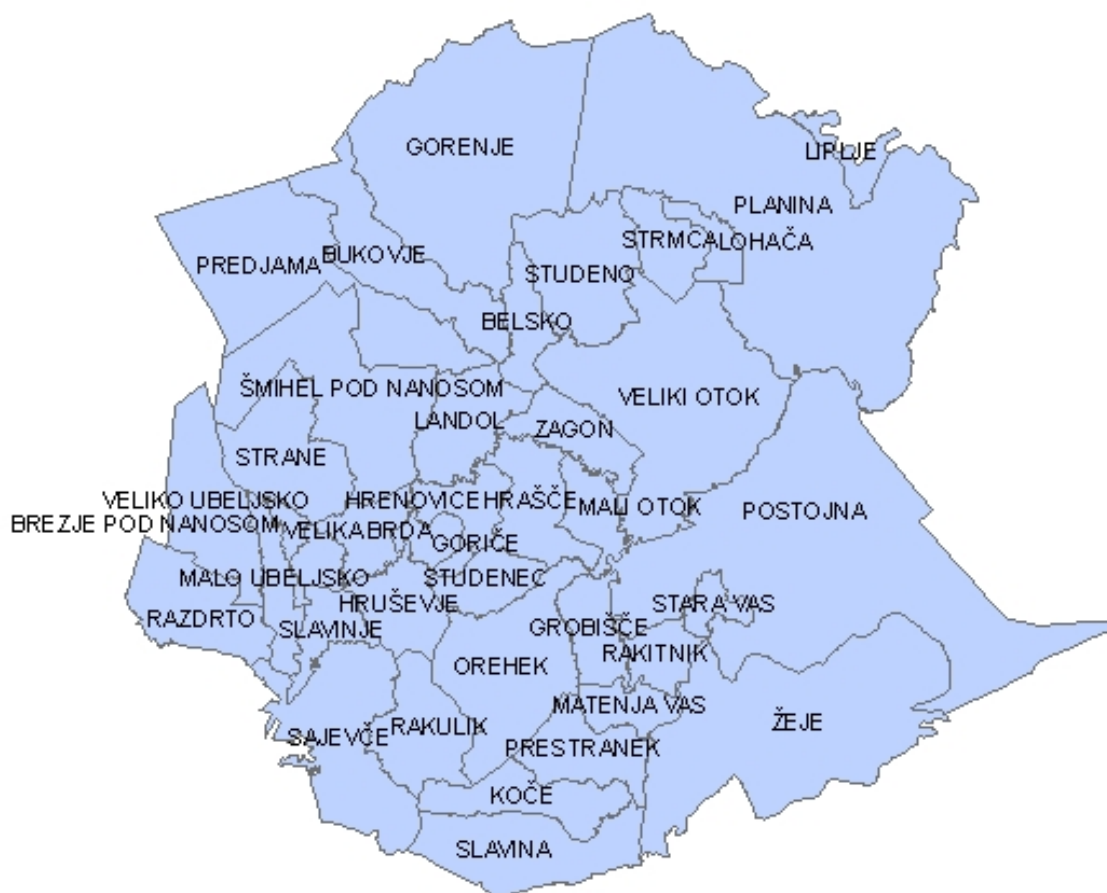 GORENJE
LIPLJE
PLANINA
STRMCA
LOHAČA
BUKOVJE
PREDJAMA
STUDENO
BELSKO
ŠMIHEL POD NANOSOM
VELIKI OTOK
LANDOL
ZAGON
STRANE
VELIKO UBELJSKO
HRENOVICE
HRAŠČE
MALI OTOK
POSTOJNA
BREZJE POD NANOSOM
VELIKA BRDA
GORIČE
MALO UBELJSKO
STUDENEC
RAZDRTO
HRUŠEVJE
STARA VAS
SLAVINJE
GROBIŠČE
OREHEK
RAKITNIK
MATENJA VAS
SAJEVČE
RAKULIK
ŽEJE
PRESTRANEK
KOČE
SLAVINA